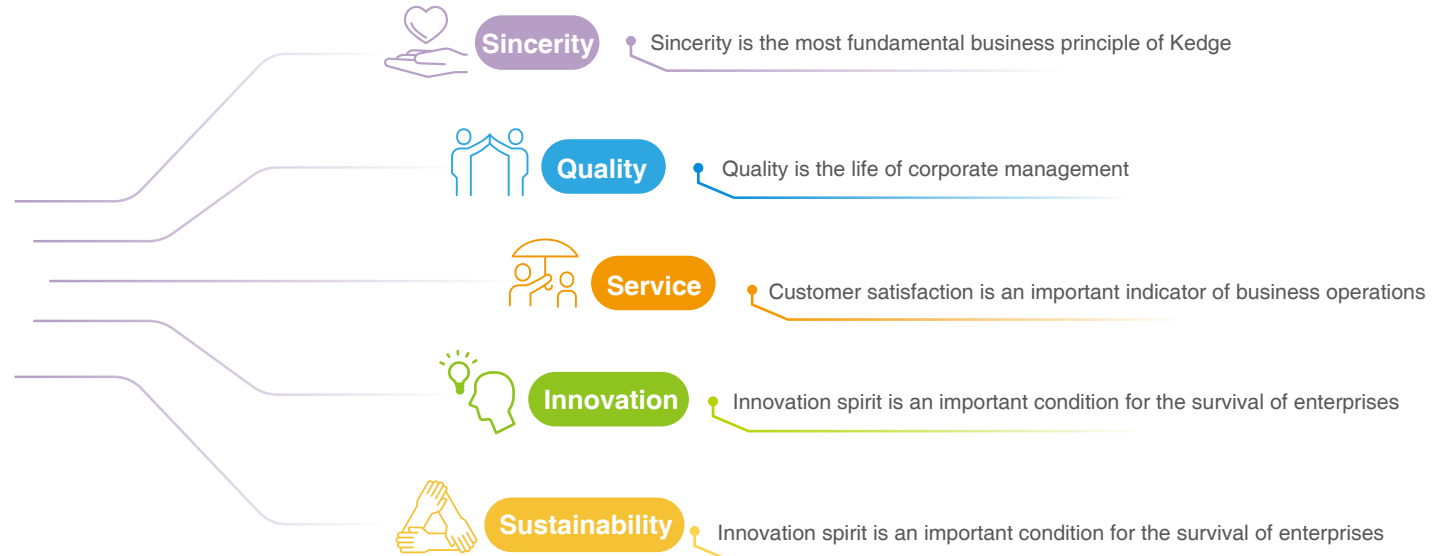 Sincerity
Sincerity is the most fundamental business principle of Kedge
Quality
Quality is the life of corporate management
Service
Customer satisfaction is an important indicator of business operations
Innovation
Innovation spirit is an important condition for the survival of enterprises
Sustainability
Innovation spirit is an important condition for the survival of enterprises